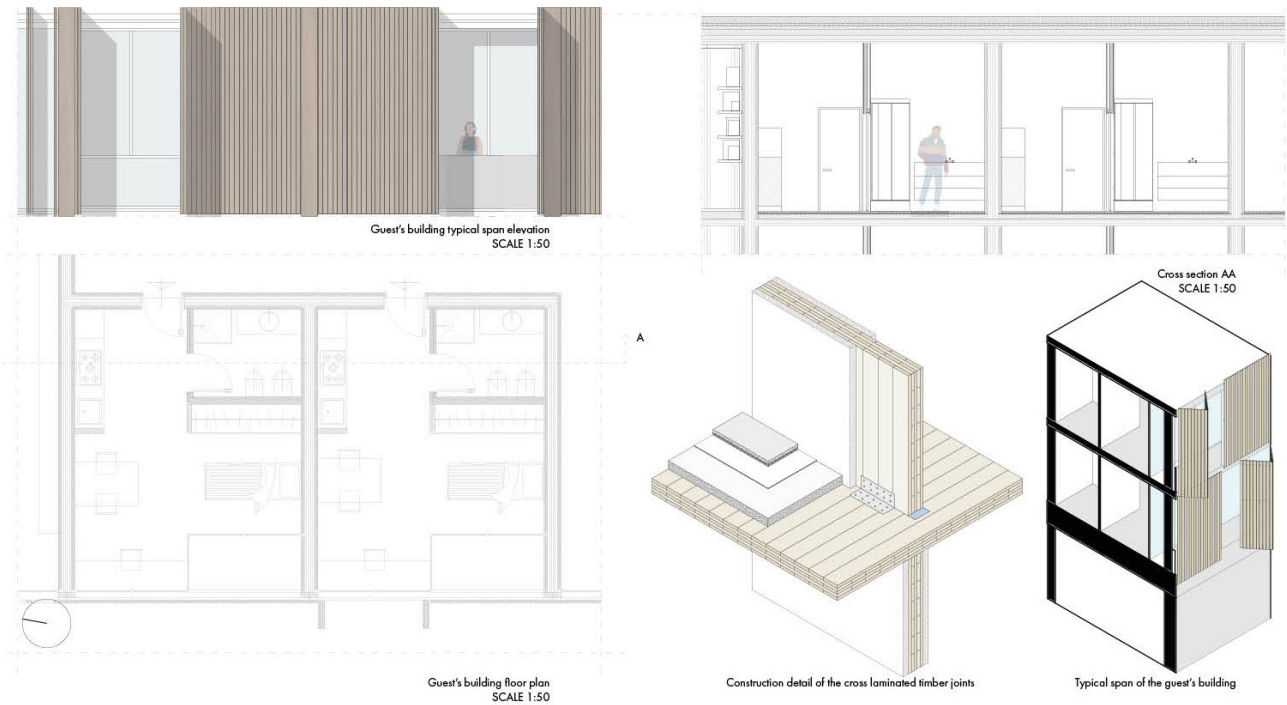 Guest's building typical span elevation
SCALE 1:50
Cross section AA
SCALE 1:50
A
Guest's building floor plan
SCALE 1:50
Construction detail of the cross laminated timber joints
Typical span of the guest's building